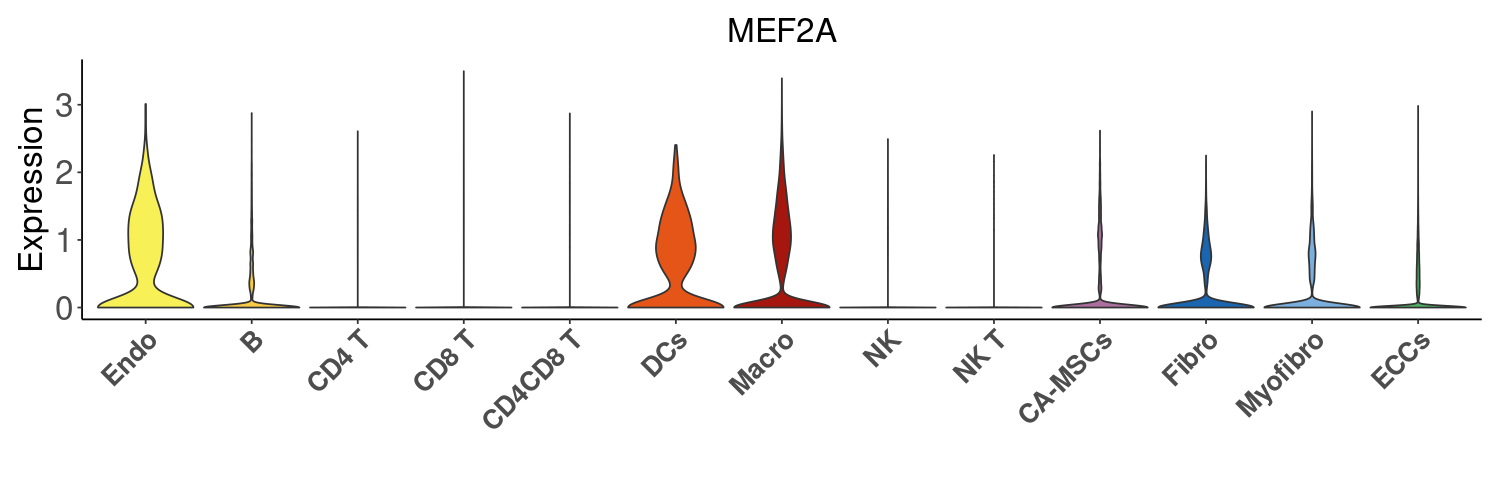 MEF2A
Expression
3
2
1
0
Endo
B
CD4 T
CD8 T
CD4CD8 T
DCs
Macro
NK
NK T
CA-MSCs
Fibro
Myofibro
ECCs